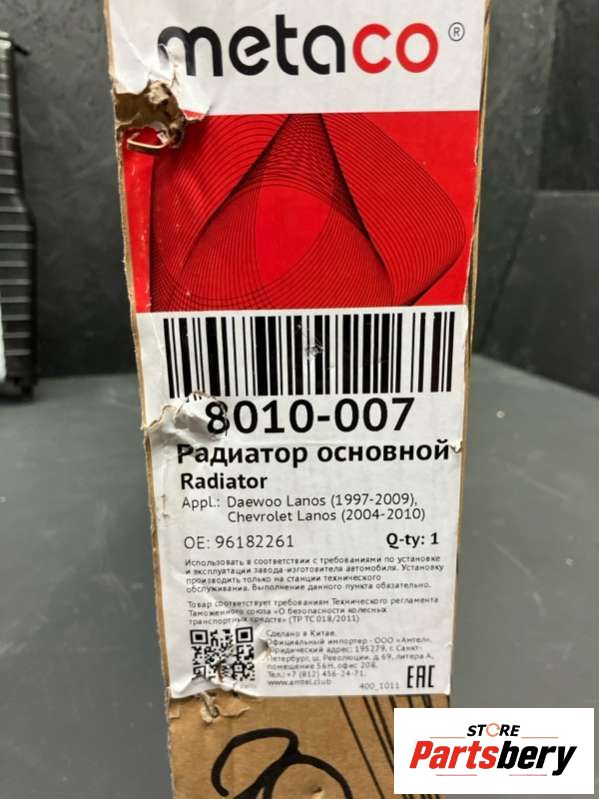 metaco®
8010-007
Радиатор основной
Radiator
Appl.: Daewoo Lanos (1997-2009),
Chevrolet Lanos (2004-2010)
OE: 96182261 Q-ty: 1
Использовать в соответствии с требованиями по установке
и эксплуатации завода-изготовителя автомобиля. Установку
производить только на станции технического
обслуживания. Выполнение данного пункта обязательно.
Товар соответствует требованиям Технического регламента
Таможенного союза «О безопасности колесных
транспортных средств» (ТР ТС 018/2011)
Сделано в Китае.
Официальный импортер - ООО «Амтел».
Юридический адрес: 195279, г. Санкт-
Петербург, ш. Революции, д. 69, литера А,
помещение 56Н, офис 208.
Тел.: +7 (812) 456-24-71.
www.amtel.club 400_1011 EAC
STORE
Partsbery